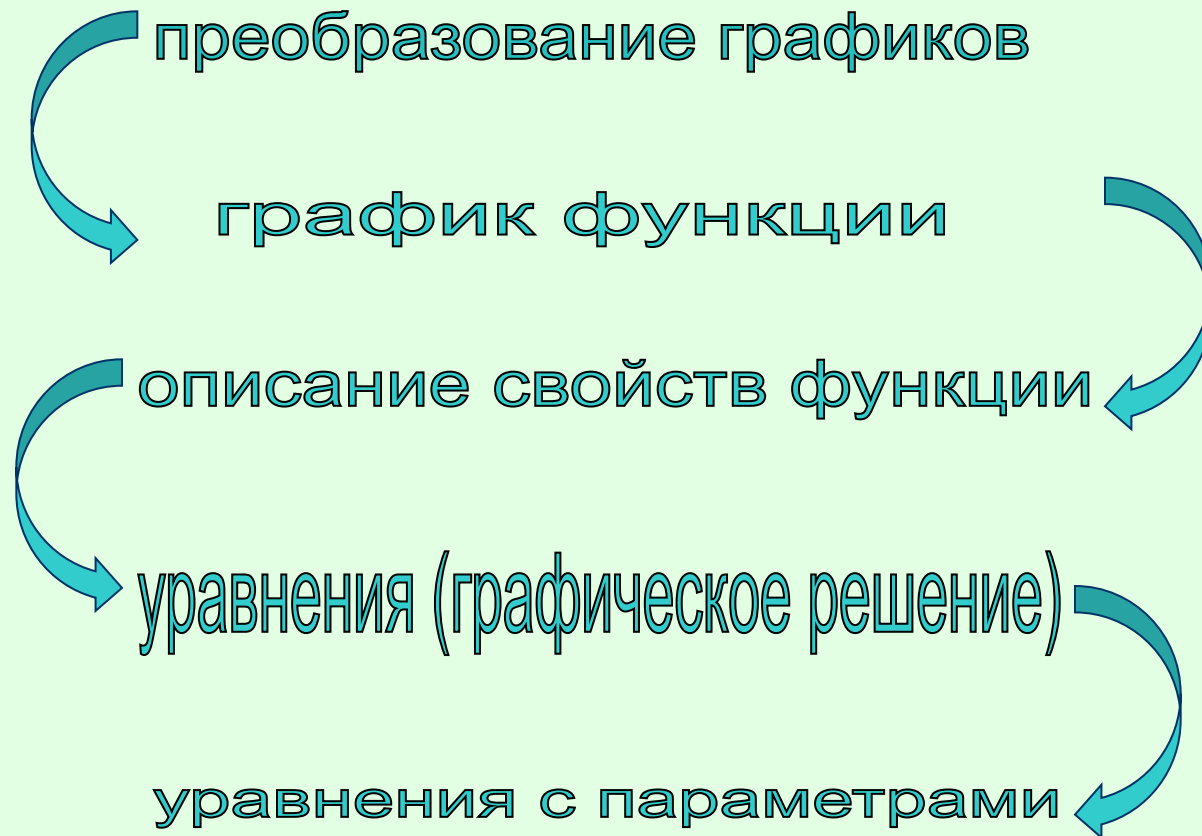 преобразование графиков
график функции
описание свойств функции
уравнения (графическое решение)
уравнения с параметрами